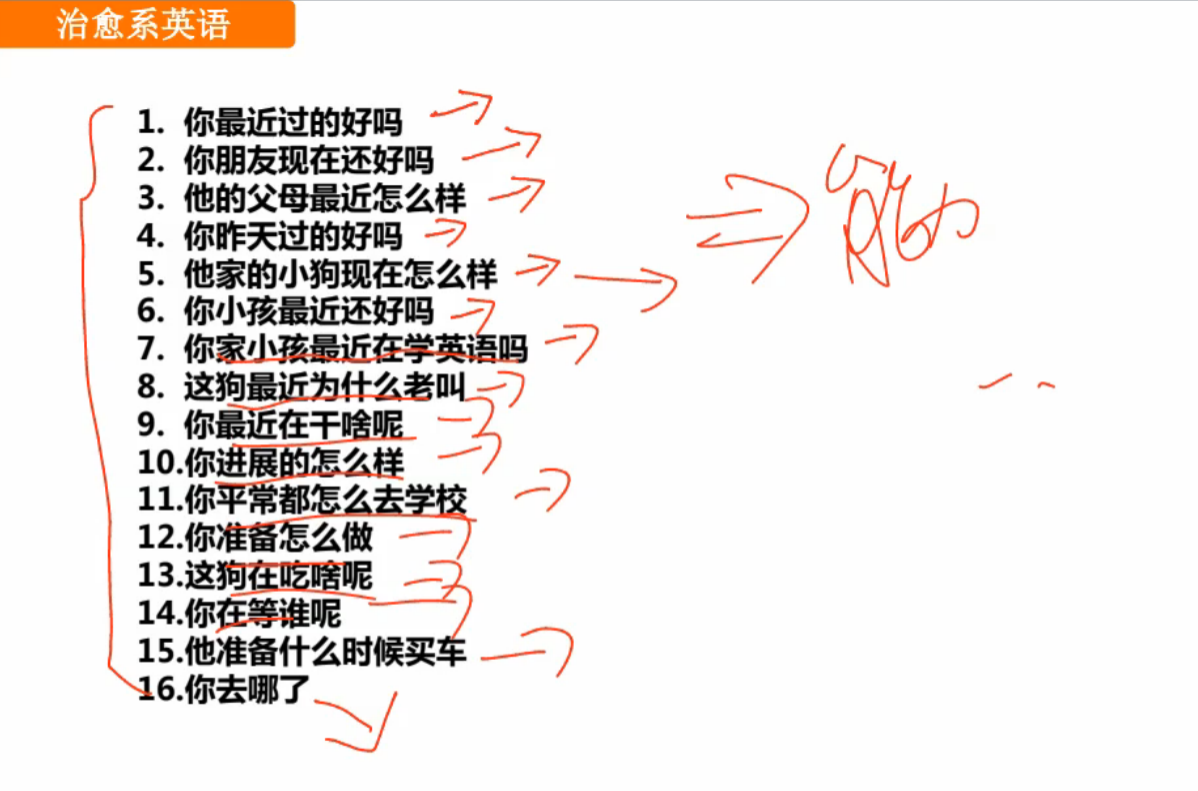 治愈系英语
1. 你最近过的好吗
2. 你朋友现在还好吗
3. 他的父母最近怎么样
4. 你昨天过的好吗
5. 他家的小狗现在怎么样
6. 你小孩最近还好吗
7. 你家小孩最近在学英语吗
8. 这狗最近为什么老叫
9. 你最近在干啥呢
10.你进展的怎么样
11.你平常都怎么去学校
12.你准备怎么做
13.这狗在吃啥呢
14.你在等谁呢
15.他准备什么时候买车
16.你去哪了